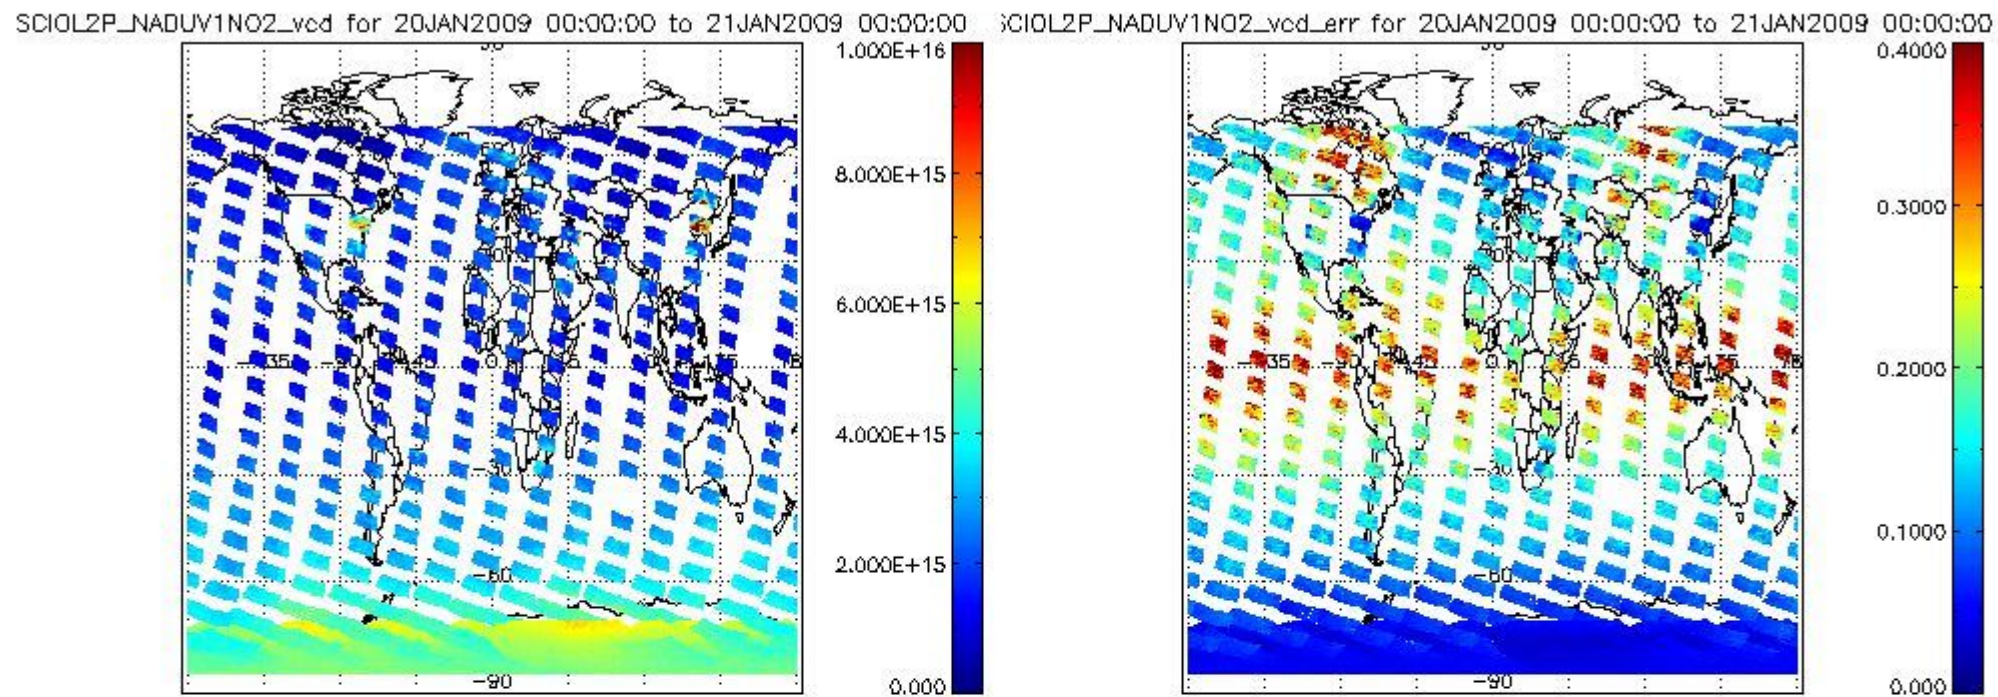 SCIOL2P_NADUV1NO2_vcd for 20JAN2009 00:00:00 to 21JAN2009 00:00:00
1.000E+16
8.000E+15
6.000E+15
4.000E+15
2.000E+15
0.000
-60
-90
SCIOL2P_NADUV1NO2_vcd_err for 20JAN2009 00:00:00 to 21JAN2009 00:00:00
0.4000
0.3000
0.2000
0.1000
0.000
-60
-90